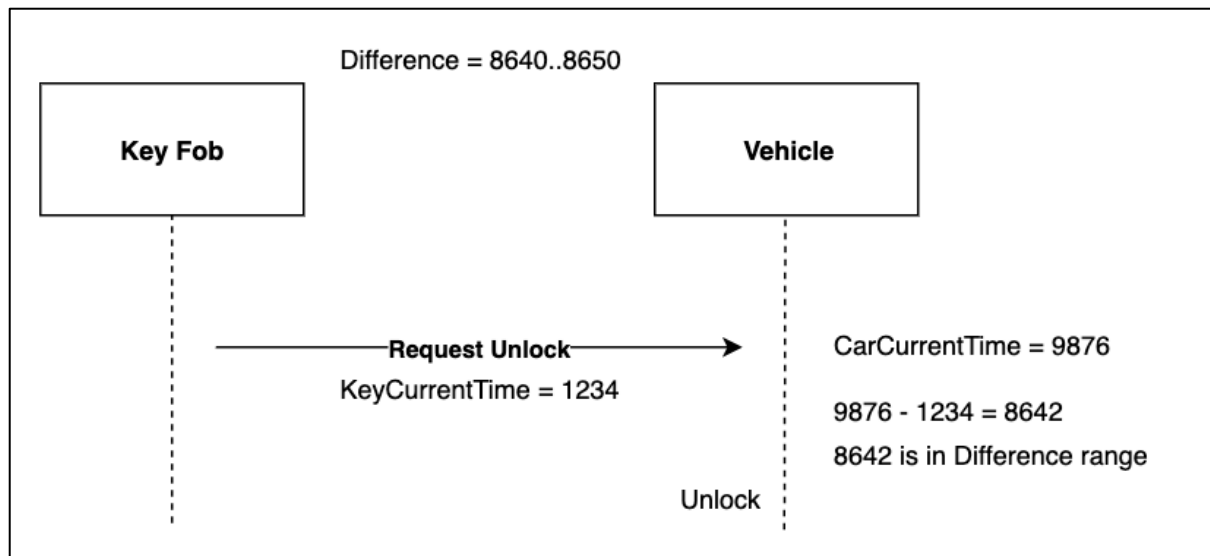 Difference = 8640..8650
Key Fob
Vehicle
Request Unlock
KeyCurrentTime = 1234
CarCurrentTime = 9876
9876 - 1234 = 8642
8642 is in Difference range
Unlock